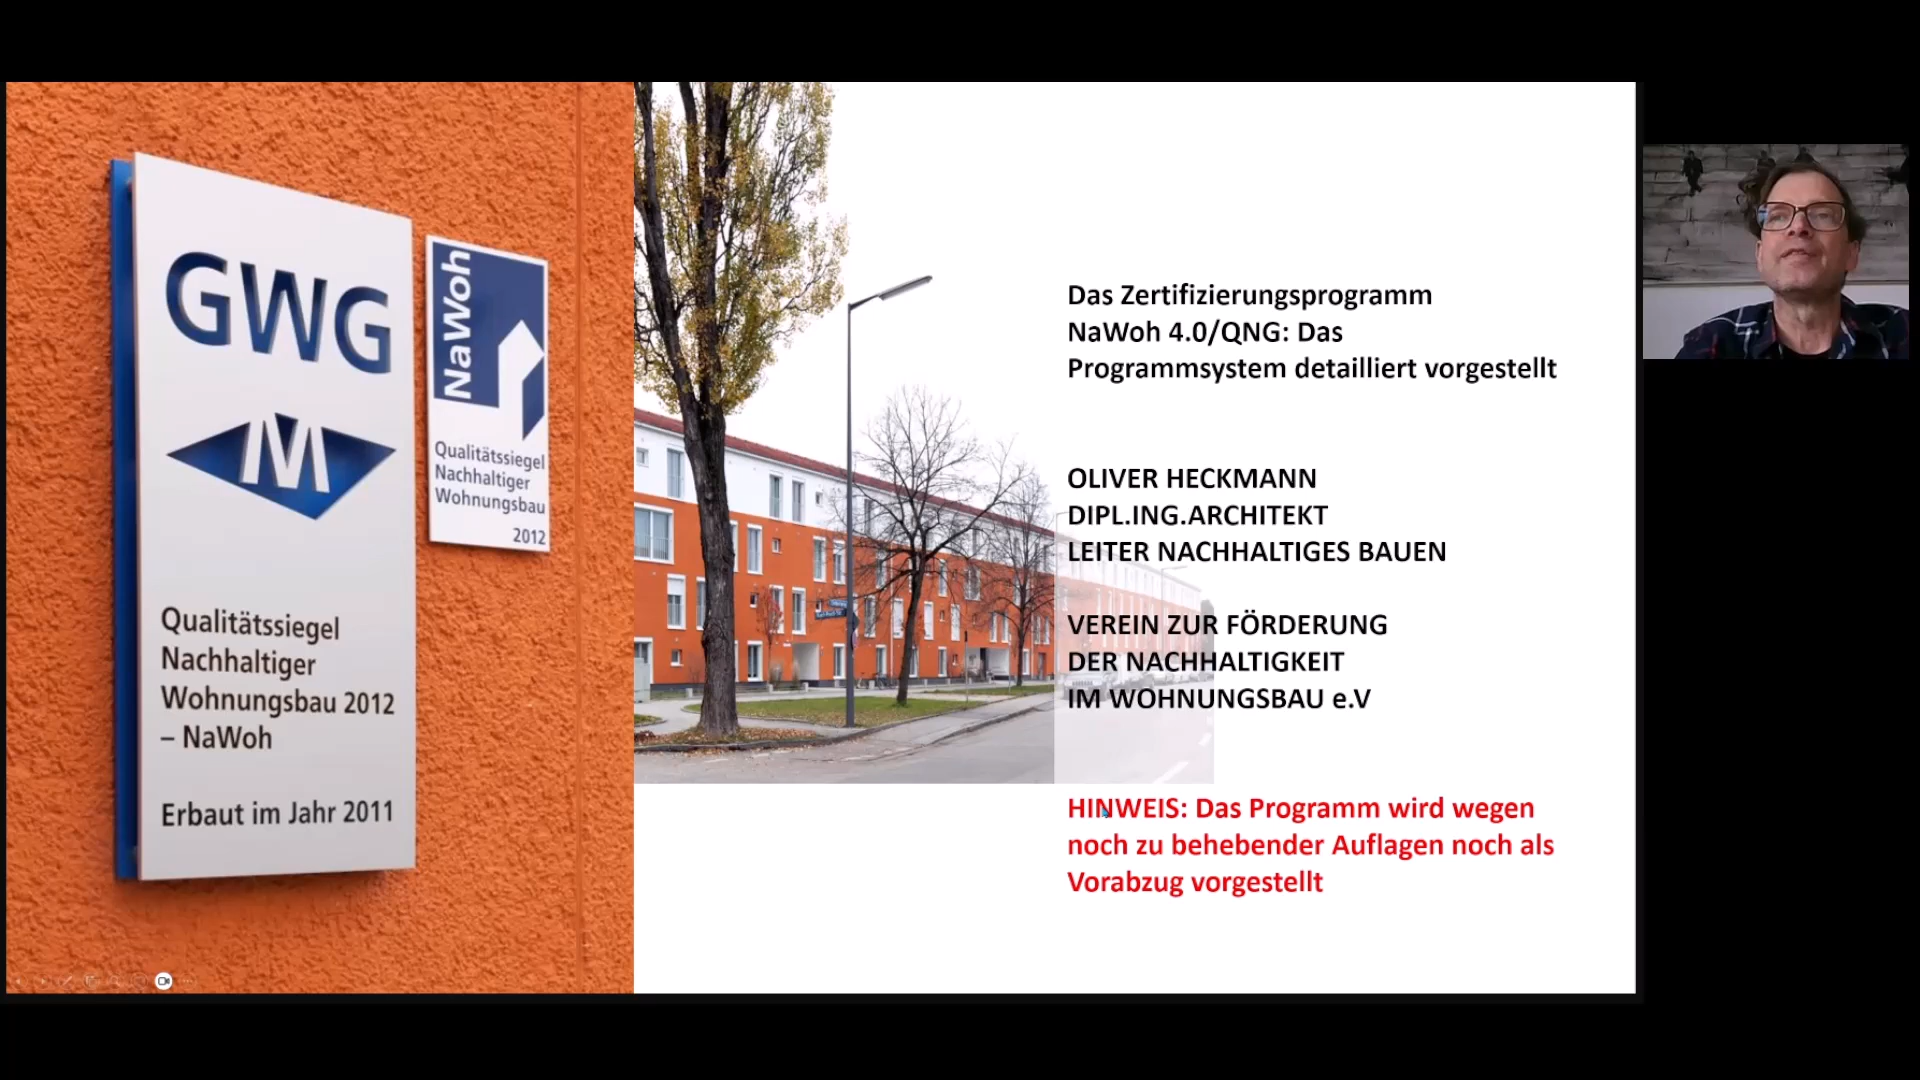 GWG
M
Qualitätssiegel
Nachhaltiger
Wohnungsbau 2012
– NaWoh
Erbaut im Jahr 2011
NaWoh
Qualitätssiegel
Nachhaltiger
Wohnungsbau
2012
Das Zertifizierungsprogramm
NaWoh 4.0/QNG: Das
Programmsystem detailliert vorgestellt
OLIVER HECKMANN
DIPL.ING.ARCHITEKT
LEITER NACHHALTIGES BAUEN
VEREIN ZUR FÖRDERUNG
DER NACHHALTIGKEIT
IM WOHNUNGSBAU e.V
HINWEIS: Das Programm wird wegen
noch zu behebender Auflagen noch als
Vorabzug vorgestellt